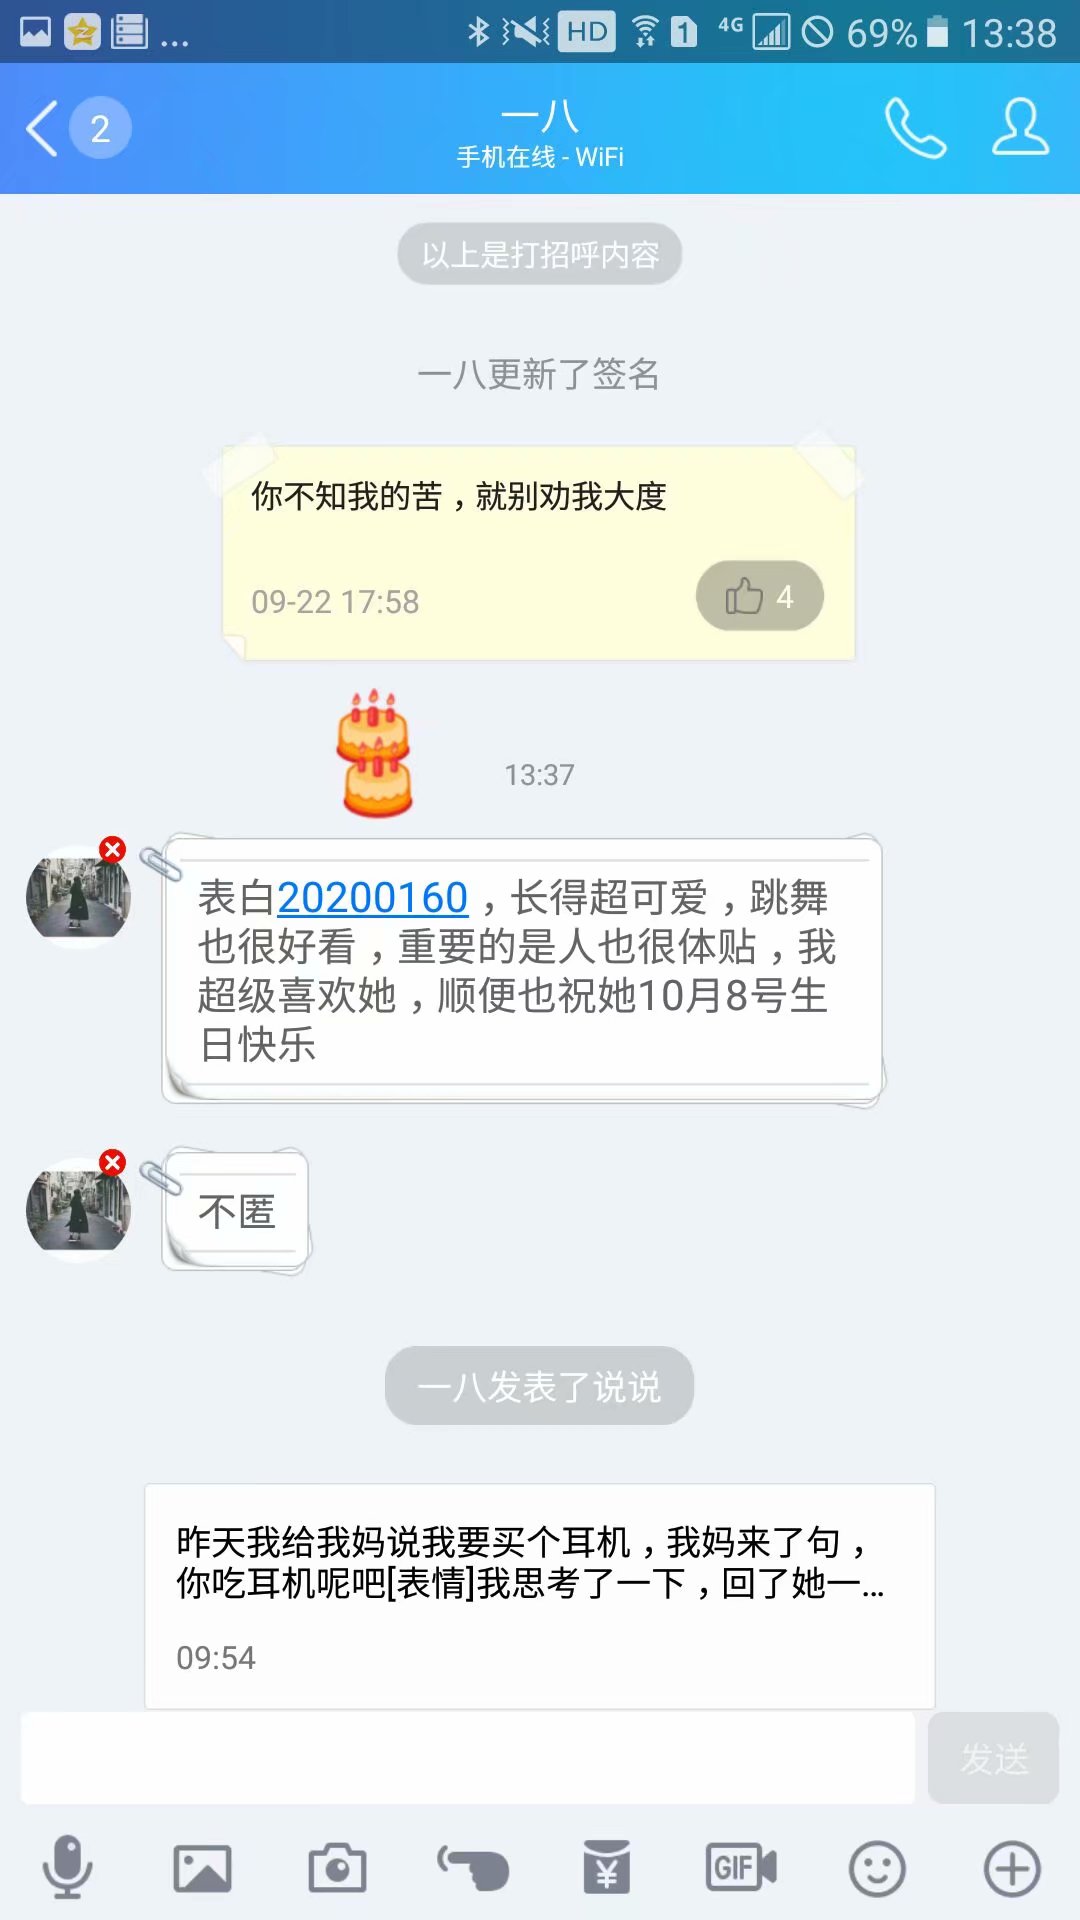 ... HD 1 4G 69% 13:38
2
一八
手机在线 - WiFi
以上是打招呼内容
一八更新了签名
你不知我的苦，就别劝我大度
09-22 17:58
4
13:37
表白20200160，长得超可爱，跳舞
也很好看，重要的是人也很体贴，我
超级喜欢她，顺便也祝她10月8号生
日快乐
不匿
一八发表了说说
昨天我给我妈说我要买个耳机，我妈来了句，
你吃耳机呢吧[表情]我思考了一下，回了她一...
09:54
发送
GIF